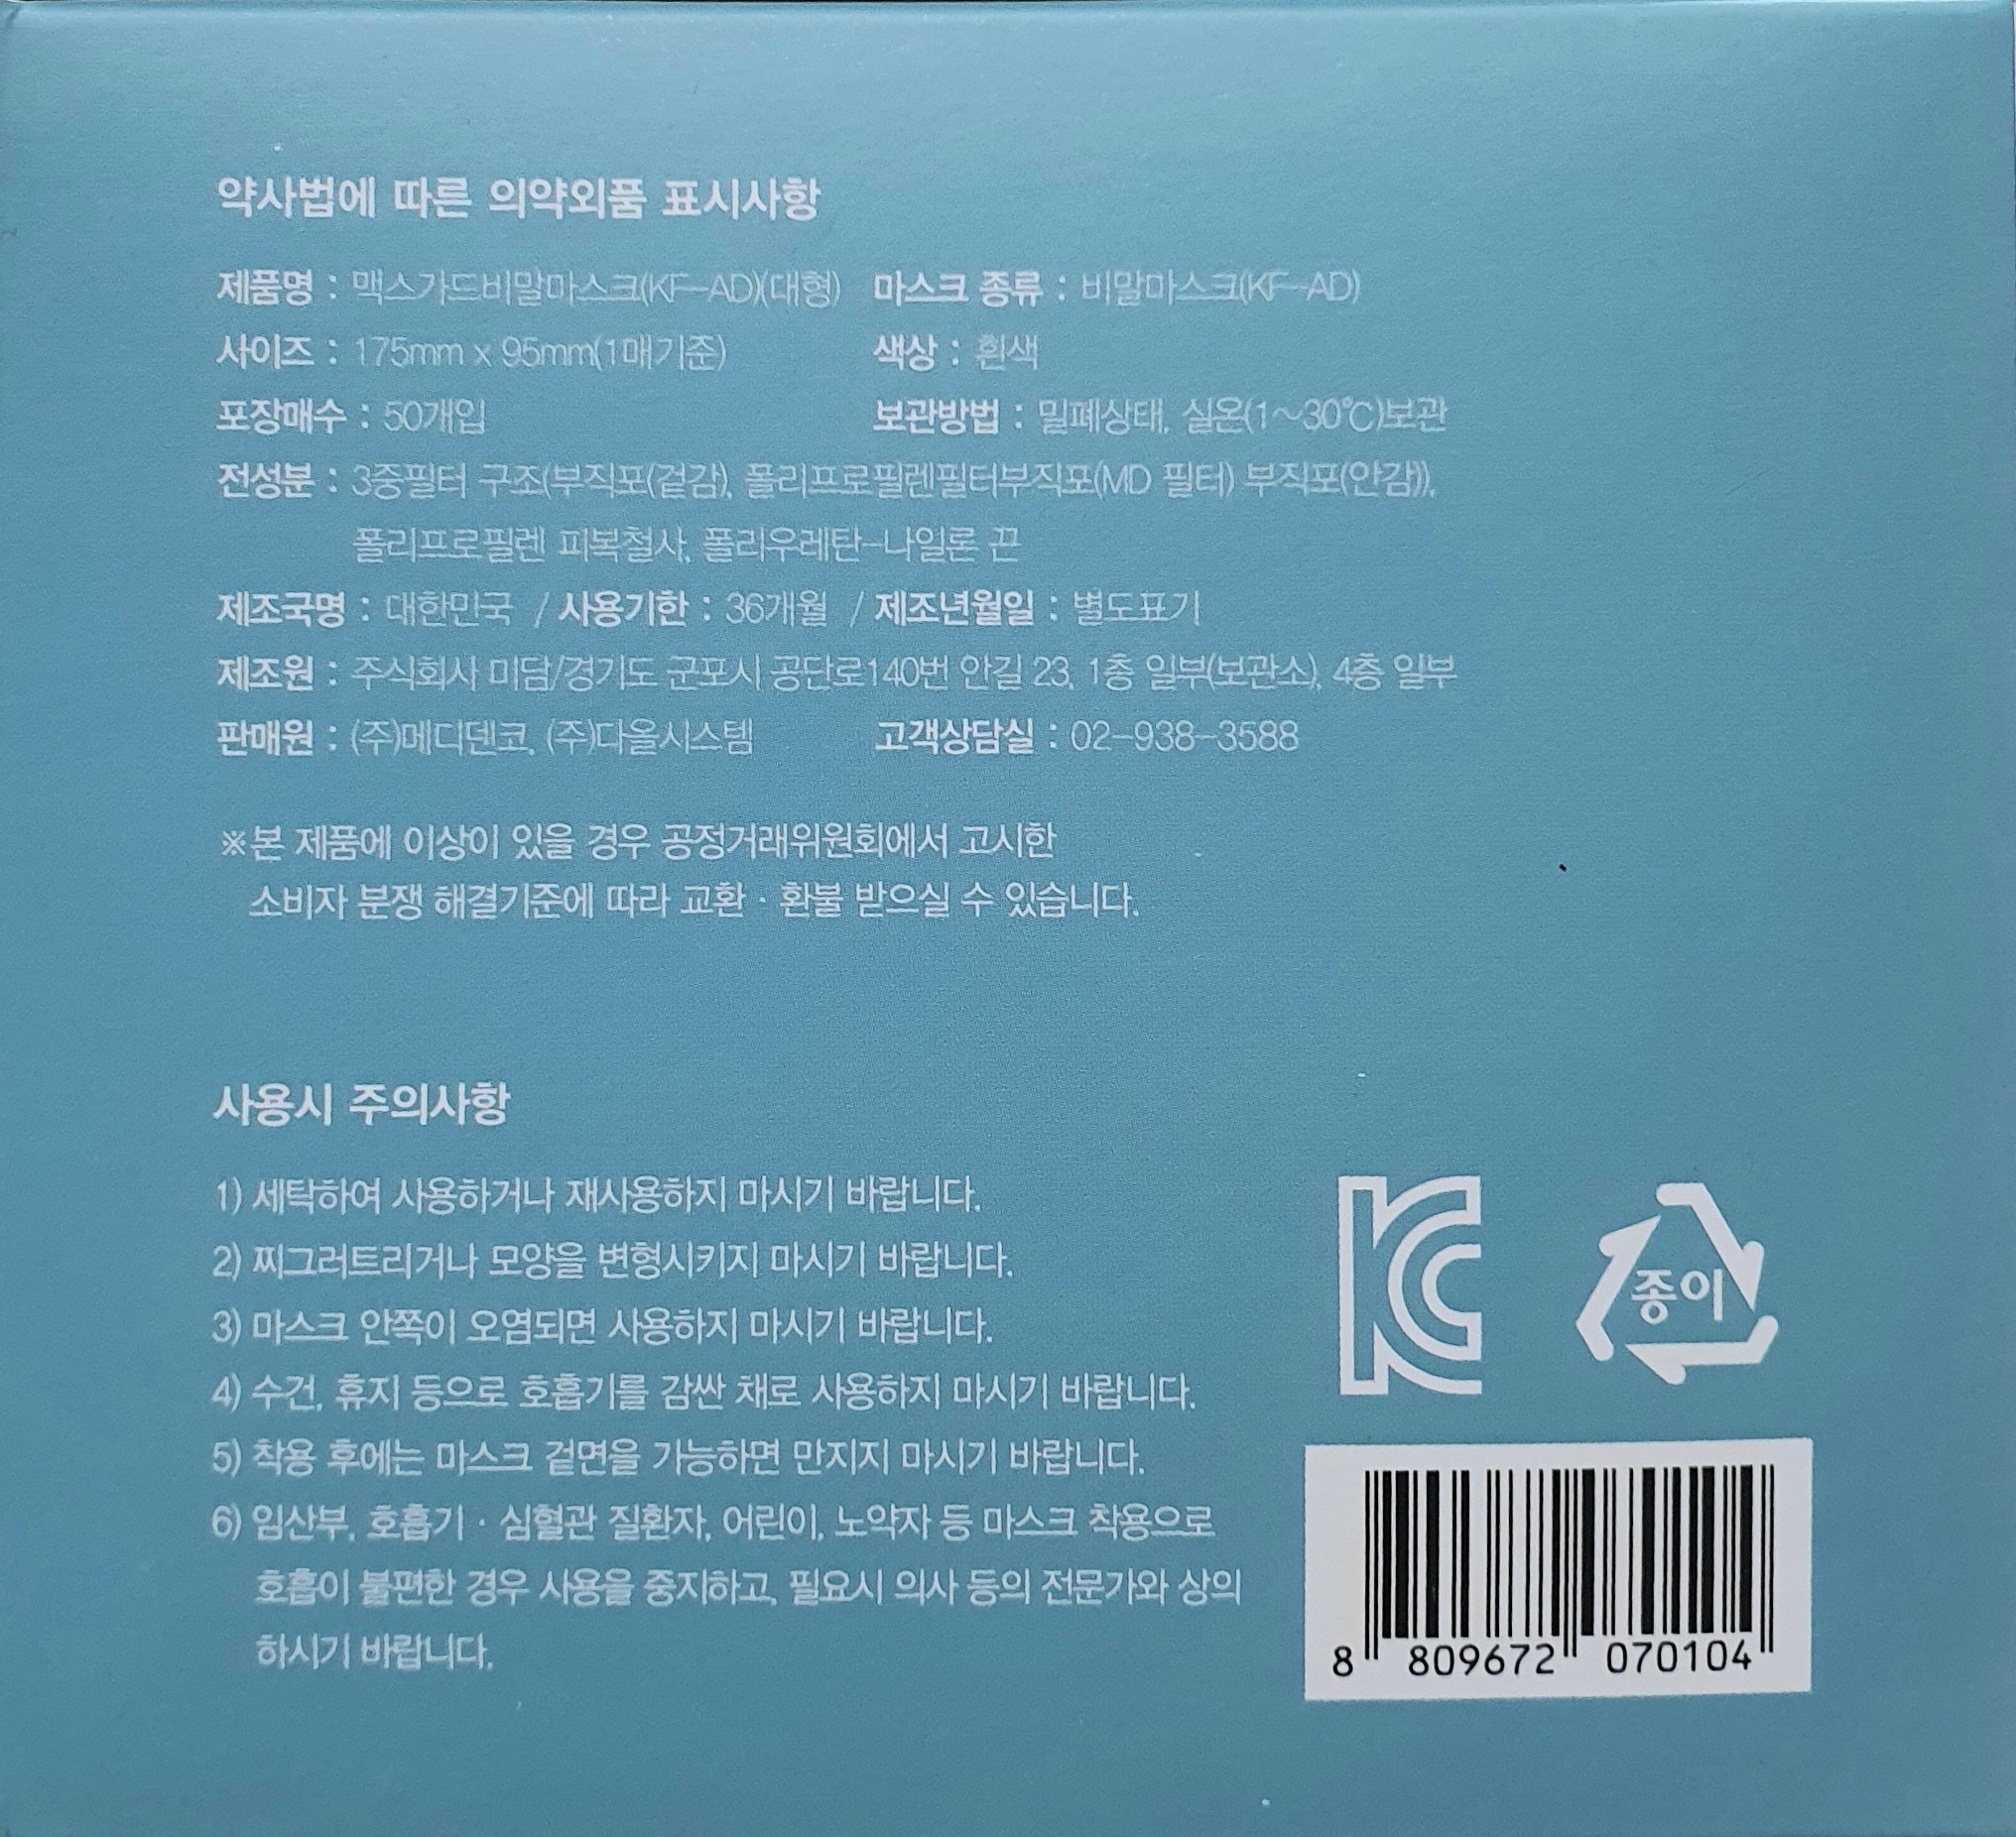 약사법에 따른 의약외품 표시사항
제품명 : 맥스가드비말마스크(KF-AD)(대형) 마스크 종류 : 비말마스크(KF-AD)
사이즈 : 175mm x 95mm(1매기준) 색상 : 흰색
포장매수 : 50개입 보관방법 : 밀폐상태, 실온(1~30℃)보관
전성분 : 3중필터 구조(부직포(겉감), 폴리프로필렌필터부직포(MD 필터) 부직포(안감)),
폴리프로필렌 피복철사, 폴리우레탄-나일론 끈
제조국명 : 대한민국 / 사용기한 : 36개월 / 제조년월일 : 별도표기
제조원 : 주식회사 미담/경기도 군포시 공단로140번 안길 23, 1층 일부(보관소), 4층 일부
판매원 : (주)메디덴코, (주)다올시스템 고객상담실 : 02-938-3588
※본 제품에 이상이 있을 경우 공정거래위원회에서 고시한
소비자 분쟁 해결기준에 따라 교환 · 환불 받으실 수 있습니다.
사용시 주의사항
1) 세탁하여 사용하거나 재사용하지 마시기 바랍니다.
2) 찌그러트리거나 모양을 변형시키지 마시기 바랍니다.
3) 마스크 안쪽이 오염되면 사용하지 마시기 바랍니다.
4) 수건, 휴지 등으로 호흡기를 감싼 채로 사용하지 마시기 바랍니다.
5) 착용 후에는 마스크 겉면을 가능하면 만지지 마시기 바랍니다.
6) 임산부, 호흡기 · 심혈관 질환자, 어린이, 노약자 등 마스크 착용으로
호흡이 불편한 경우 사용을 중지하고, 필요시 의사 등의 전문가와 상의
하시기 바랍니다.
KC
종이
8 809672 070104